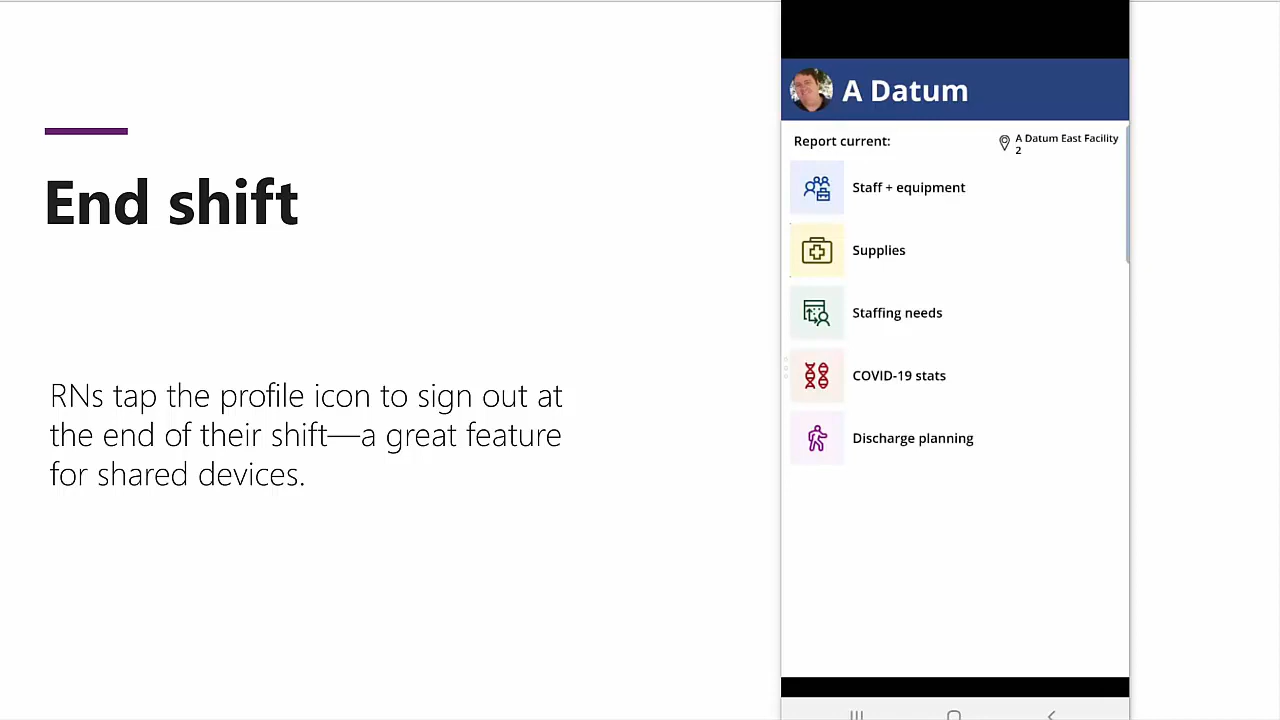 End shift
RNs tap the profile icon to sign out at
the end of their shift—a great feature
for shared devices.
A Datum
Report current:
A Datum East Facility
2
Staff + equipment
Supplies
Staffing needs
COVID-19 stats
Discharge planning